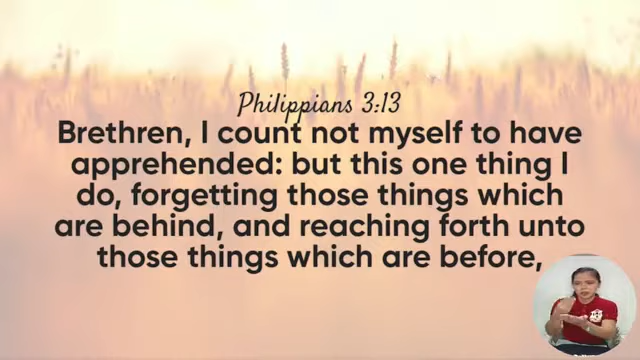 Philippians 3:13
Brethren, I count not myself to have
apprehended: but this one thing I
do, forgetting those things which
are behind, and reaching forth unto
those things which are before,